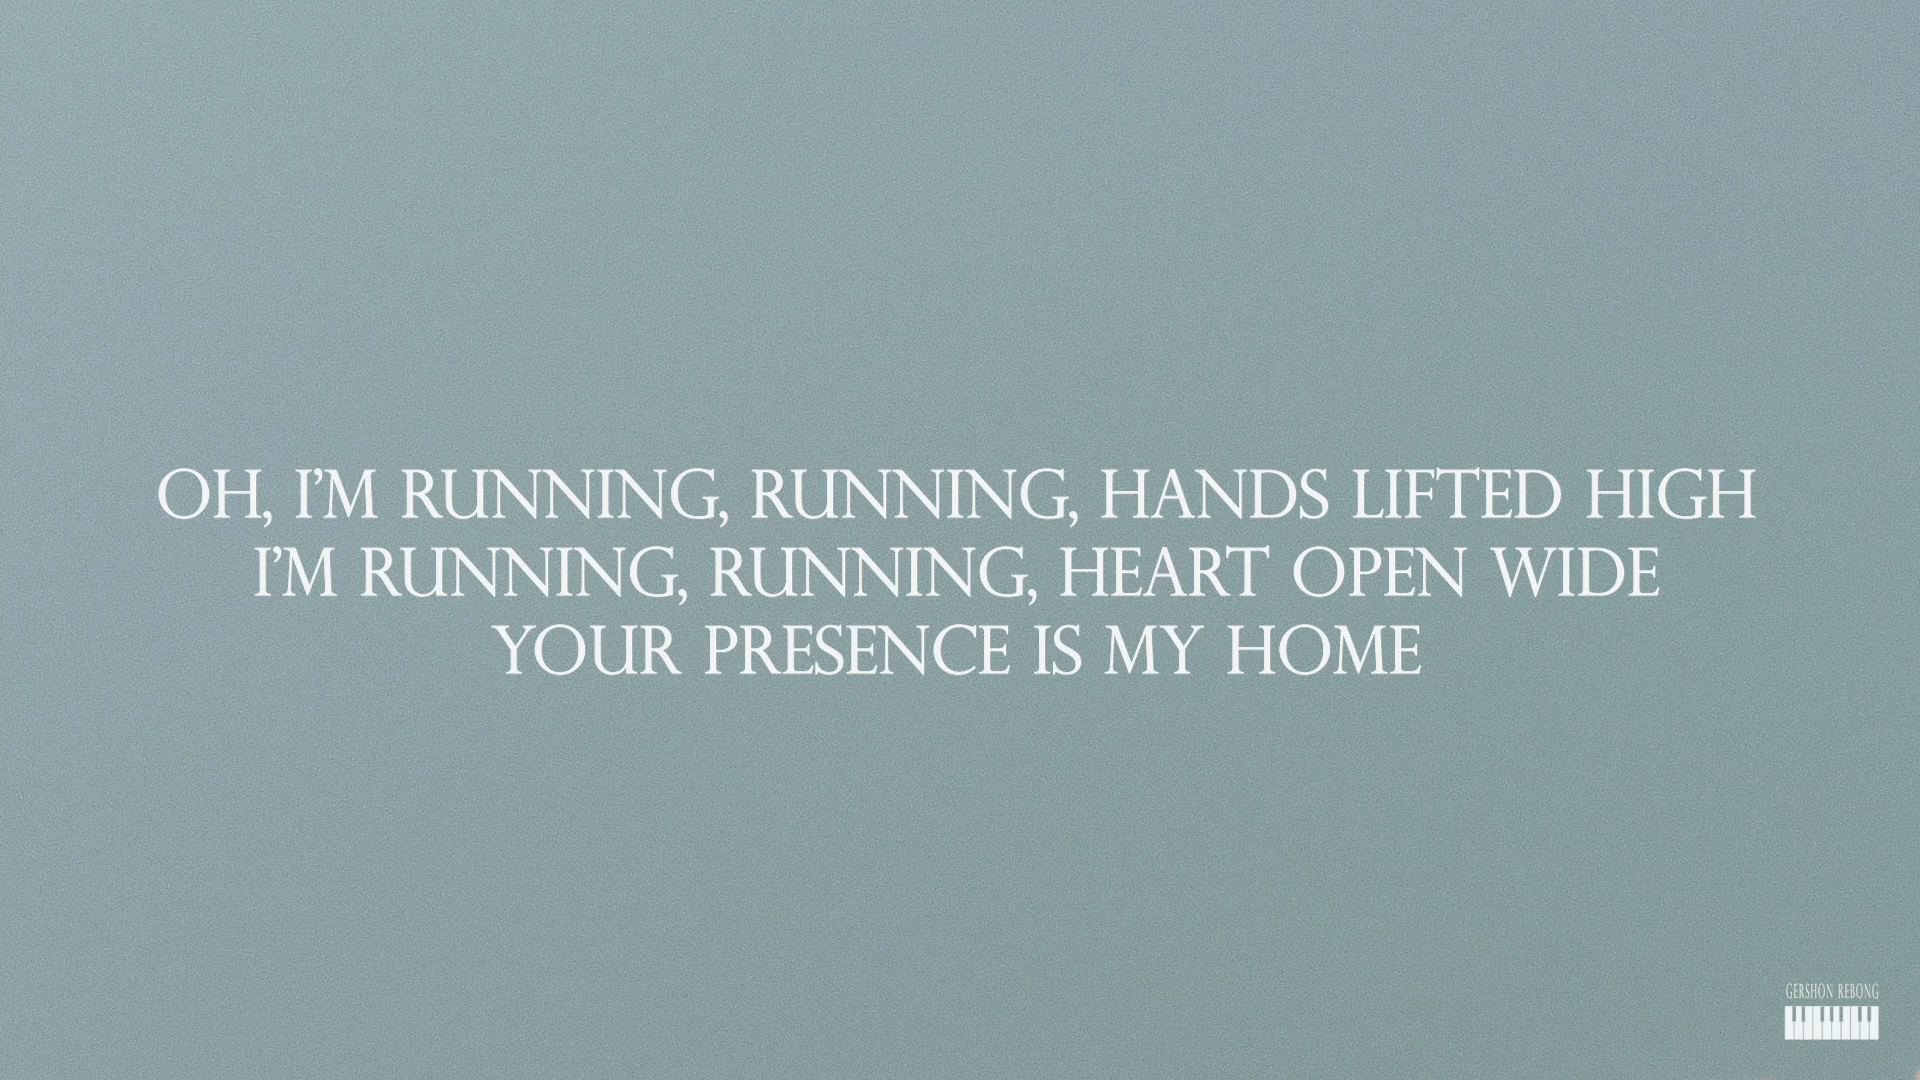 OH, I'M RUNNING, RUNNING, HANDS LIFTED HIGH
I'M RUNNING, RUNNING, HEART OPEN WIDE
YOUR PRESENCE IS MY HOME
GERSHON REBONG